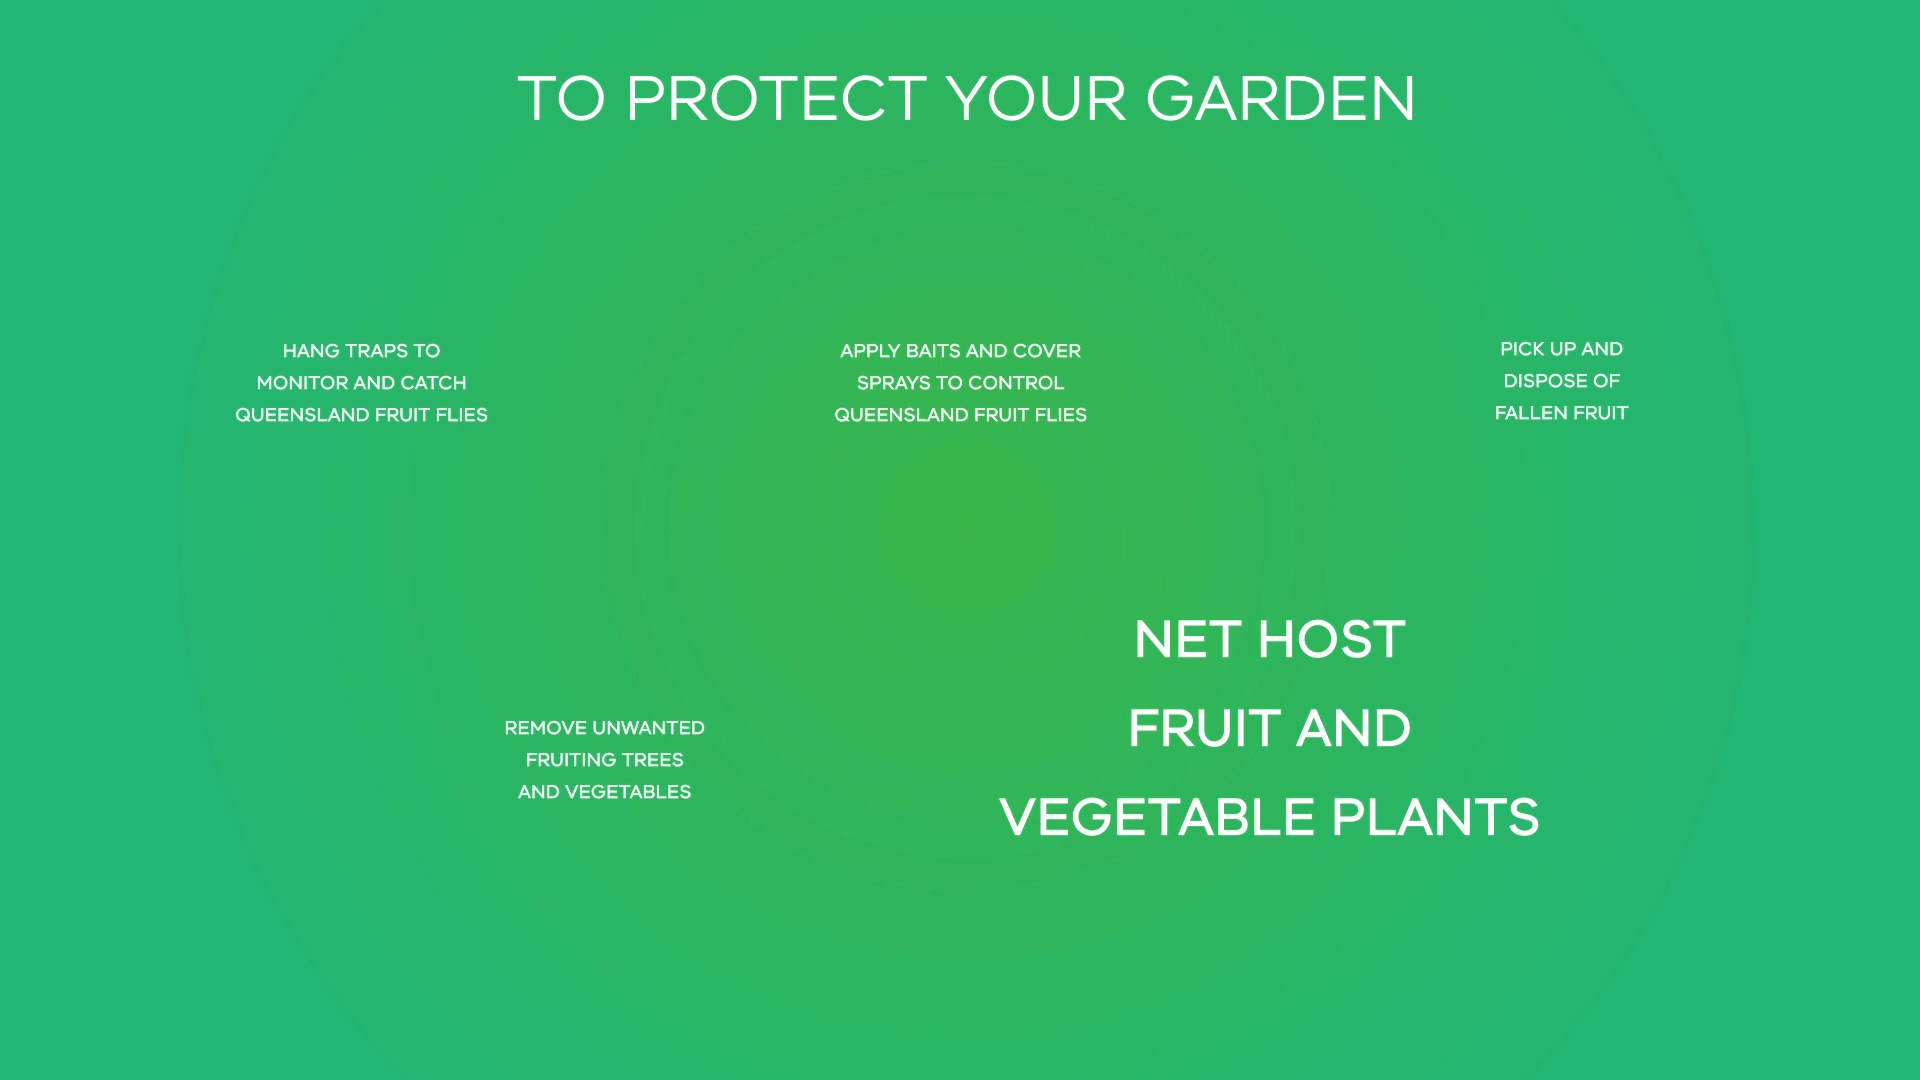 TO PROTECT YOUR GARDEN
HANG TRAPS TO
MONITOR AND CATCH
QUEENSLAND FRUIT FLIES
APPLY BAITS AND COVER
SPRAYS TO CONTROL
QUEENSLAND FRUIT FLIES
PICK UP AND
DISPOSE OF
FALLEN FRUIT
REMOVE UNWANTED
FRUITING TREES
AND VEGETABLES
NET HOST
FRUIT AND
VEGETABLE PLANTS